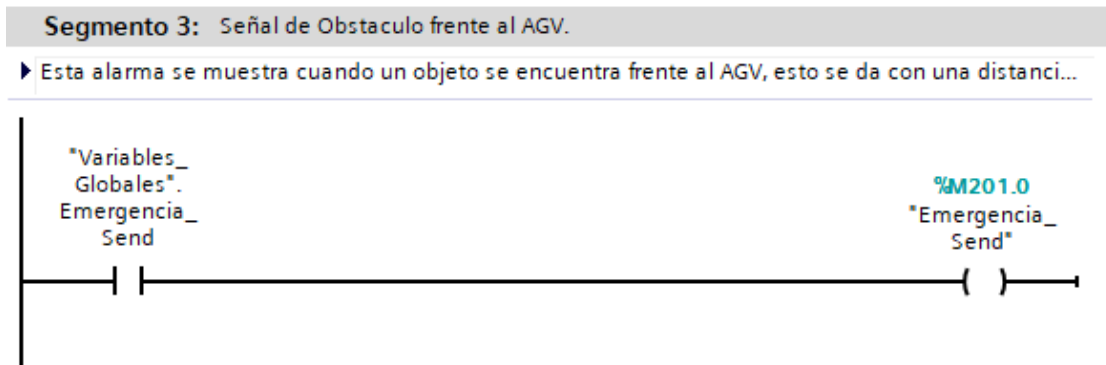 Segmento 3: Señal de Obstaculo frente al AGV.
Esta alarma se muestra cuando un objeto se encuentra frente al AGV, esto se da con una distanci...
"Variables_
Globales".
Emergencia_
Send
%M201.0
"Emergencia_
Send"